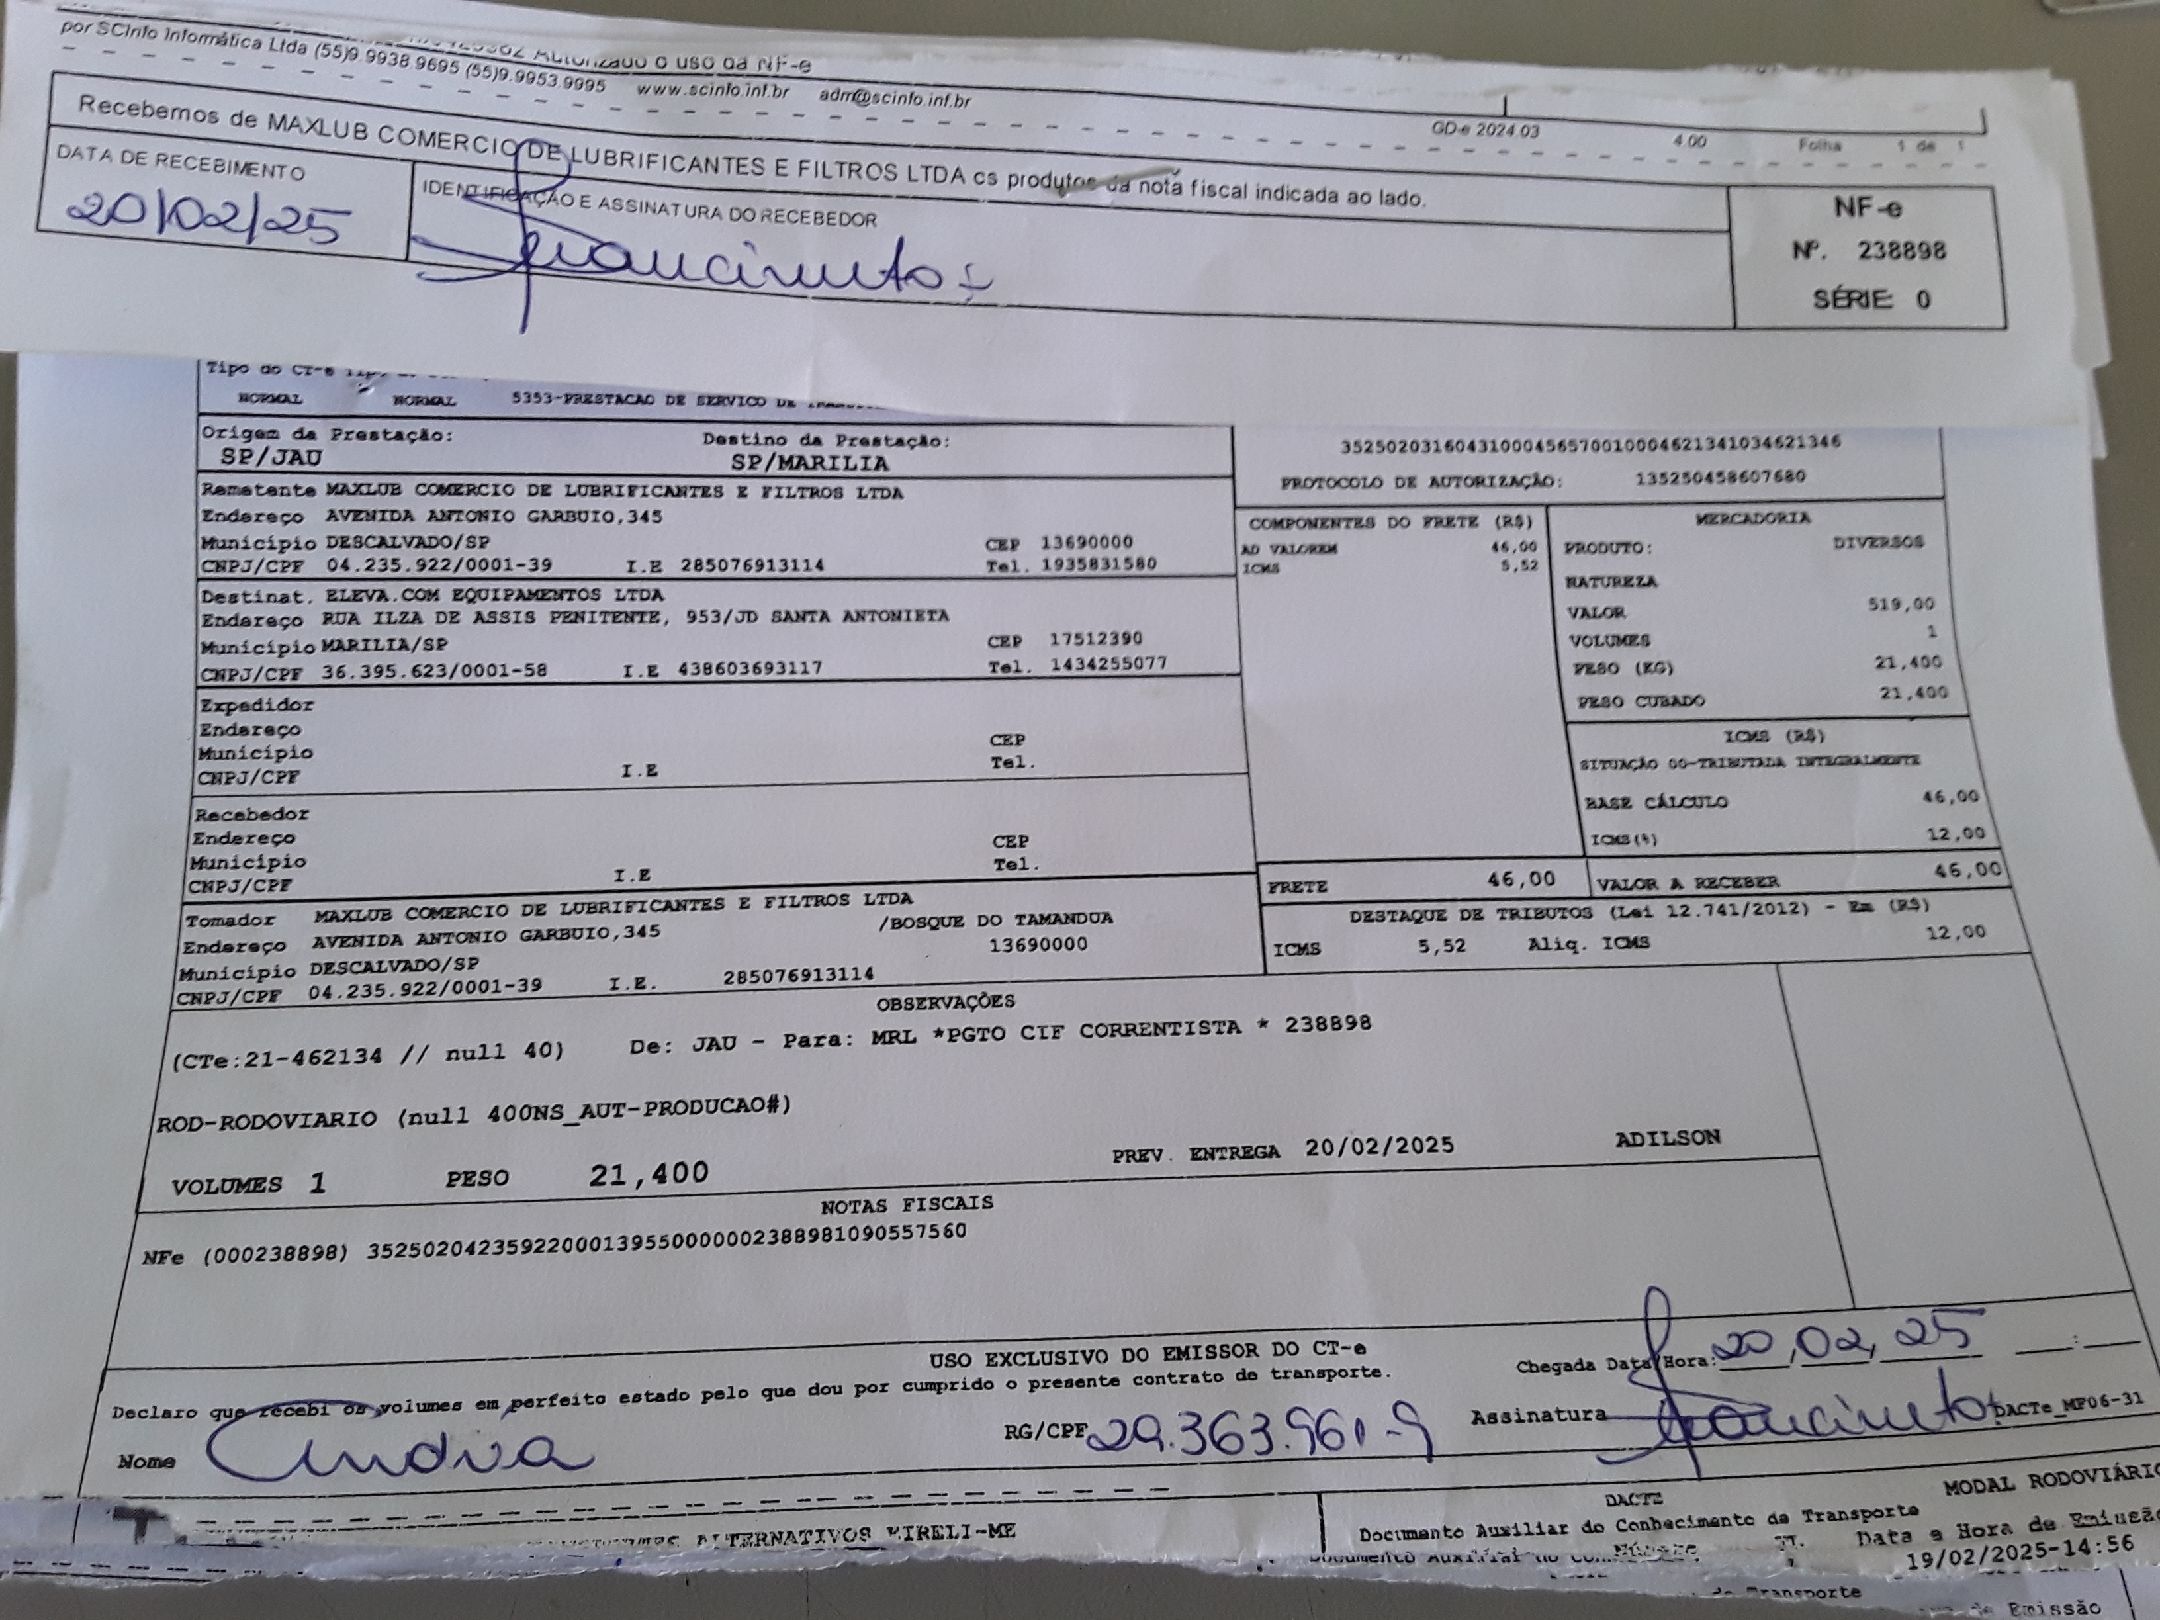 Autorizado o uso da NF-e
por SCInfo Informática Ltda (55)9.9938.9695 (55)9.9953.9995 www.scinfo.inf.br adm@scinfo.inf.br
GD-e 2024.03 4.00 Folha 1 de 1
Recebemos de MAXLUB COMERCIO DE LUBRIFICANTES E FILTROS LTDA os produtos da nota fiscal indicada ao lado.
DATA DE RECEBIMENTO
20/02/25
IDENTIFICAÇÃO E ASSINATURA DO RECEBEDOR
NF-e
Nº. 238898
SÉRIE: 0
Tipo do CT-e
NORMAL NORMAL 5353-PRESTACAO DE SERVICO DE
Origem da Prestação: Destino da Prestação:
SP/JAU SP/MARILIA
35250203160431000456570010004621341034621346
PROTOCOLO DE AUTORIZAÇÃO: 135250458607680
Remetente MAXLUB COMERCIO DE LUBRIFICANTES E FILTROS LTDA
Endereço AVENIDA ANTONIO GARBUIO,345
Município DESCALVADO/SP CEP 13690000
CNPJ/CPF 04.235.922/0001-39 I.E 285076913114 Tel. 1935831580
Destinat. ELEVA.COM EQUIPAMENTOS LTDA
Endereço RUA ILZA DE ASSIS PENITENTE, 953/JD SANTA ANTONIETA
Município MARILIA/SP CEP 17512390
CNPJ/CPF 36.395.623/0001-58 I.E 438603693117 Tel. 1434255077
Expedidor
Endereço
Município CEP
CNPJ/CPF I.E Tel.
Recebedor
Endereço
Município CEP
CNPJ/CPF I.E Tel.
Tomador MAXLUB COMERCIO DE LUBRIFICANTES E FILTROS LTDA
Endereço AVENIDA ANTONIO GARBUIO,345 /BOSQUE DO TAMANDUA
Município DESCALVADO/SP 13690000
CNPJ/CPF 04.235.922/0001-39 I.E. 285076913114
COMPONENTES DO FRETE (R$)
AD VALOREM 46,00
ICMS 5,52
MERCADORIA
PRODUTO: DIVERSOS
NATUREZA
VALOR 519,00
VOLUMES 1
PESO (KG) 21,400
PESO CUBADO 21,400
ICMS (R$)
SITUAÇÃO 00-TRIBUTADA INTEGRALMENTE
BASE CÁLCULO 46,00
ICMS(%) 12,00
FRETE 46,00 VALOR A RECEBER 46,00
DESTAQUE DE TRIBUTOS (Lei 12.741/2012) - Em (R$)
ICMS 5,52 Aliq. ICMS 12,00
OBSERVAÇÕES
(CTe:21-462134 // null 40) De: JAU - Para: MRL *PGTO CIF CORRENTISTA * 238898
ROD-RODOVIARIO (null 400NS_AUT-PRODUCAO#)
VOLUMES 1 PESO 21,400 PREV. ENTREGA 20/02/2025 ADILSON
NOTAS FISCAIS
NFe (000238898) 35250204235922000139550000002388981090557560
USO EXCLUSIVO DO EMISSOR DO CT-e
Declaro que recebi os volumes em perfeito estado pelo que dou por cumprido o presente contrato de transporte.
Chegada Data/Hora: 20,02,25 :
Nome RG/CPF 29.363.961-9 Assinatura DACTe_MP06-31
ALTERNATIVOS EIRELI-ME
DACTE
MODAL RODOVIÁRIO
Documento Auxiliar do Conhecimento de Transporte
Data e Hora de Emissão
19/02/2025-14:56
de Transporte
de Emissão